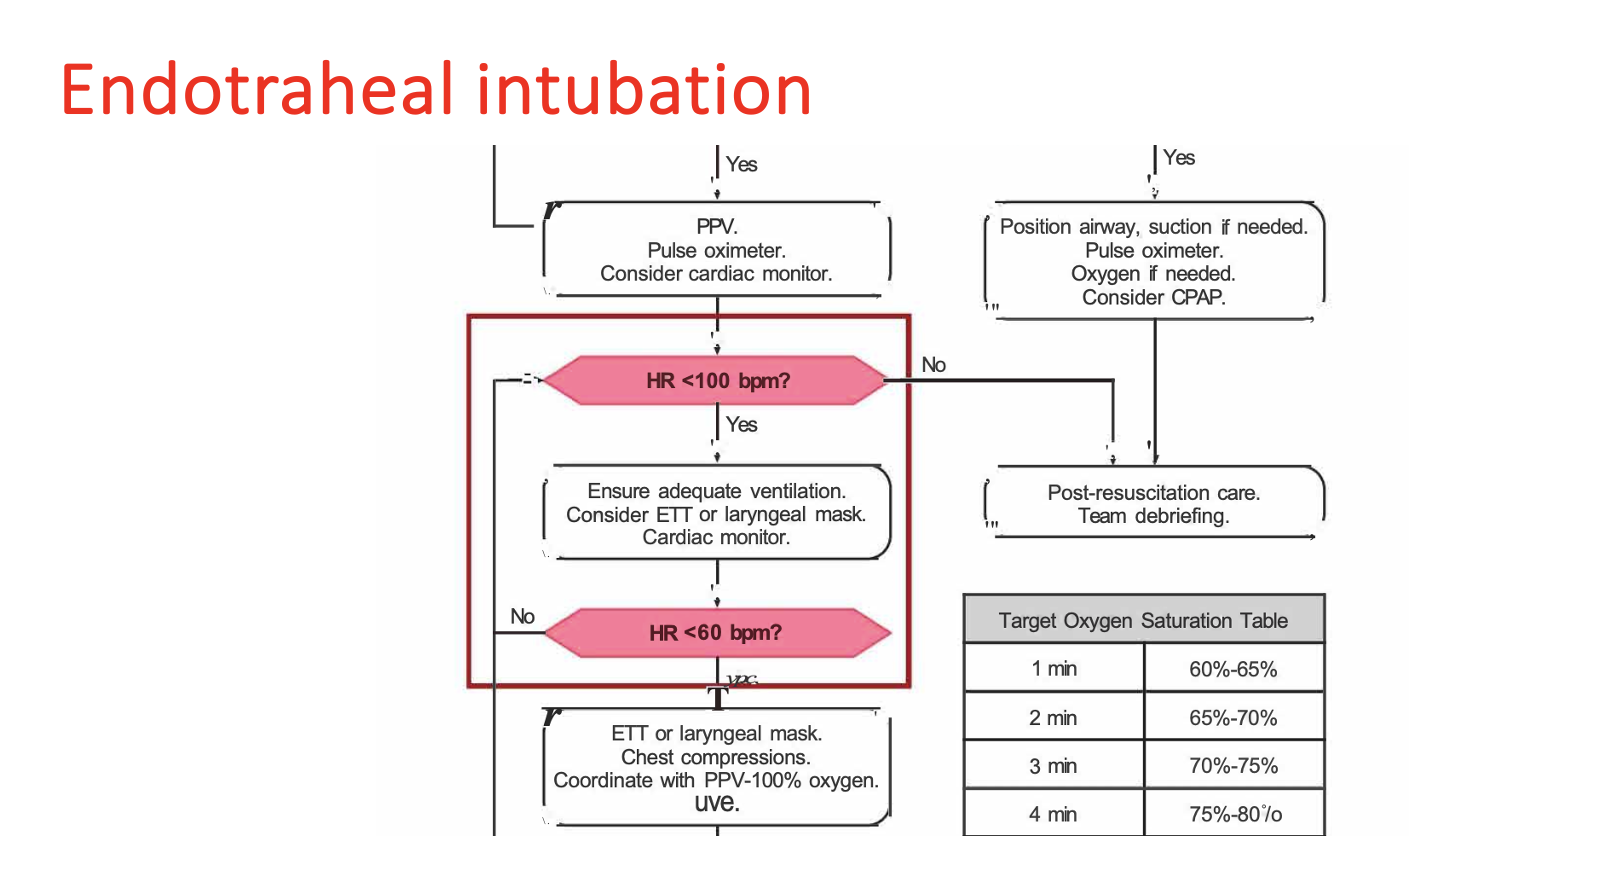 Endotraheal intubation
Yes
Yes
PPV.
Pulse oximeter.
Consider cardiac monitor.
Position airway, suction if needed.
Pulse oximeter.
Oxygen if needed.
Consider CPAP.
HR <100 bpm?
No
Yes
Ensure adequate ventilation.
Consider ETT or laryngeal mask.
Cardiac monitor.
Post-resuscitation care.
Team debriefing.
No
HR <60 bpm?
ETT or laryngeal mask.
Chest compressions.
Coordinate with PPV-100% oxygen.
uve.
Target Oxygen Saturation Table
1 min 60%-65%
2 min 65%-70%
3 min 70%-75%
4 min 75%-80°/o